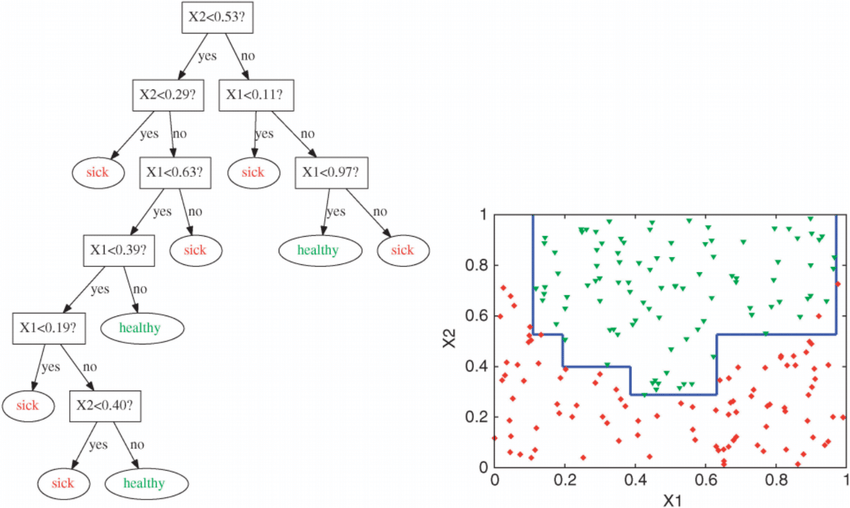 X2<0.53?
yes no
X2<0.29? X1<0.11?
yes no yes no
sick X1<0.63? sick X1<0.97?
yes no yes no
X1<0.39? sick healthy sick
yes no
X1<0.19? healthy
yes no
sick X2<0.40?
yes no
sick healthy
1
0.8
0.6
0.4
0.2
0
X2
0 0.2 0.4 0.6 0.8 1
X1